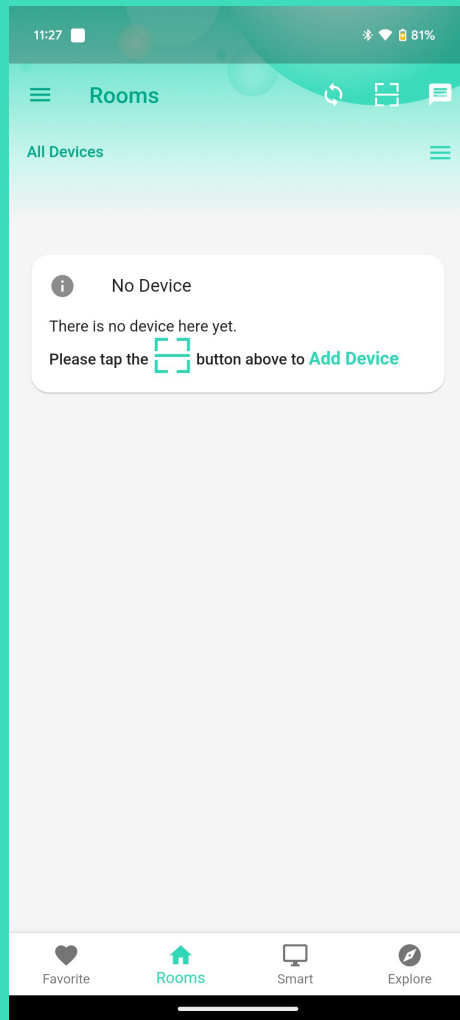 11:27 81%
Rooms
All Devices
No Device
There is no device here yet.
Please tap the button above to Add Device
Favorite Rooms Smart Explore